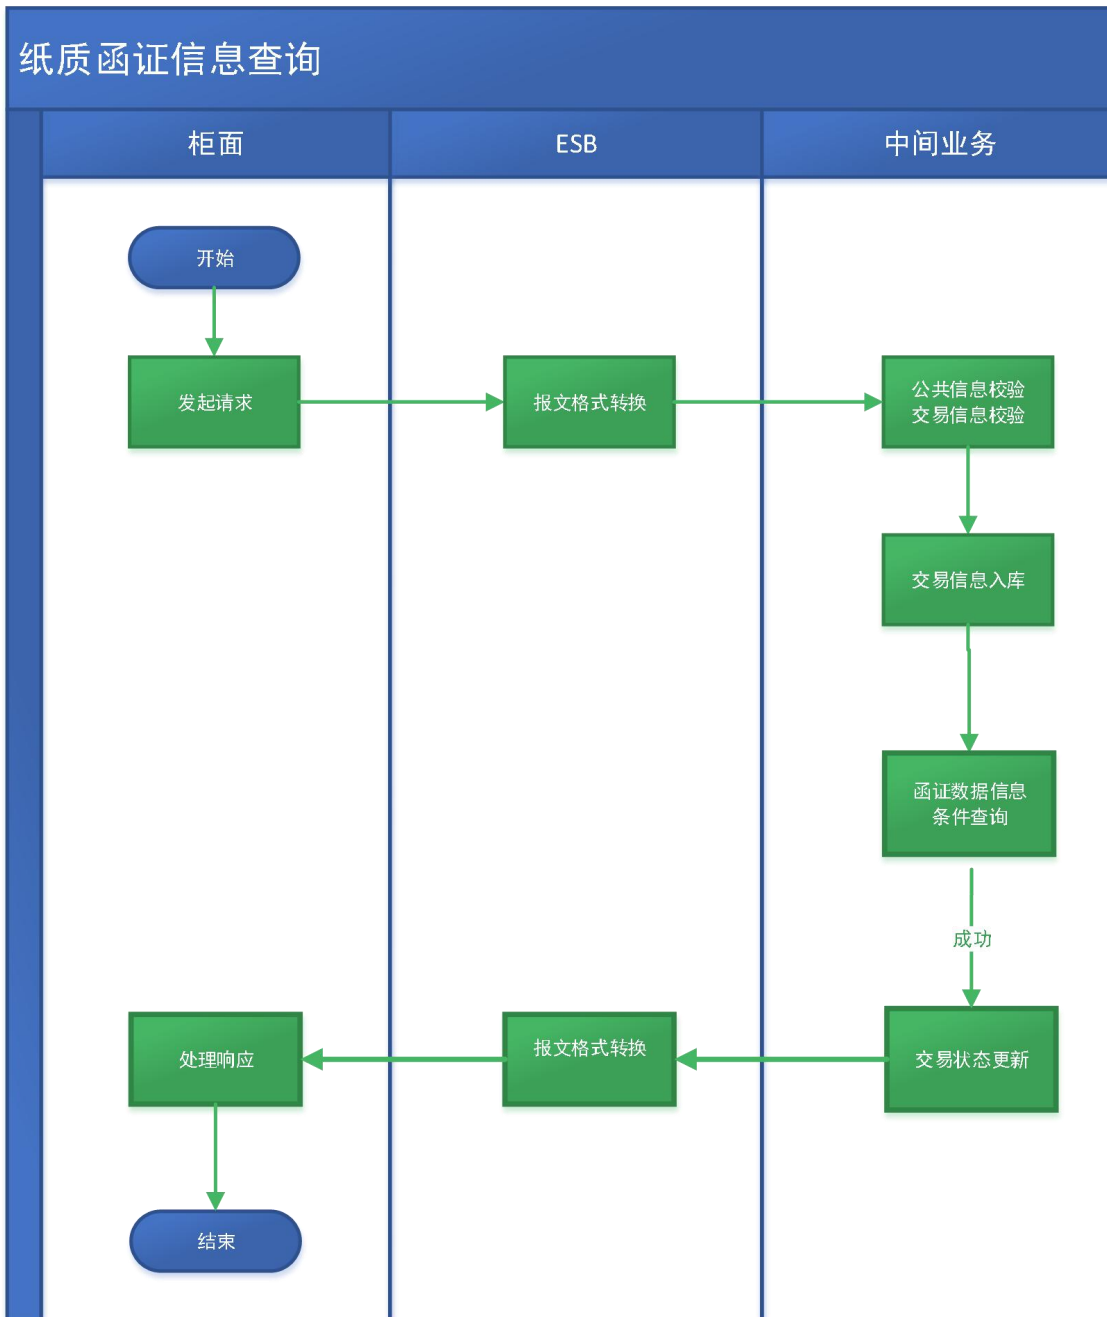 纸质函证信息查询
柜面
ESB
中间业务
开始
发起请求
报文格式转换
公共信息校验
交易信息校验
交易信息入库
函证数据信息
条件查询
成功
处理响应
报文格式转换
交易状态更新
结束